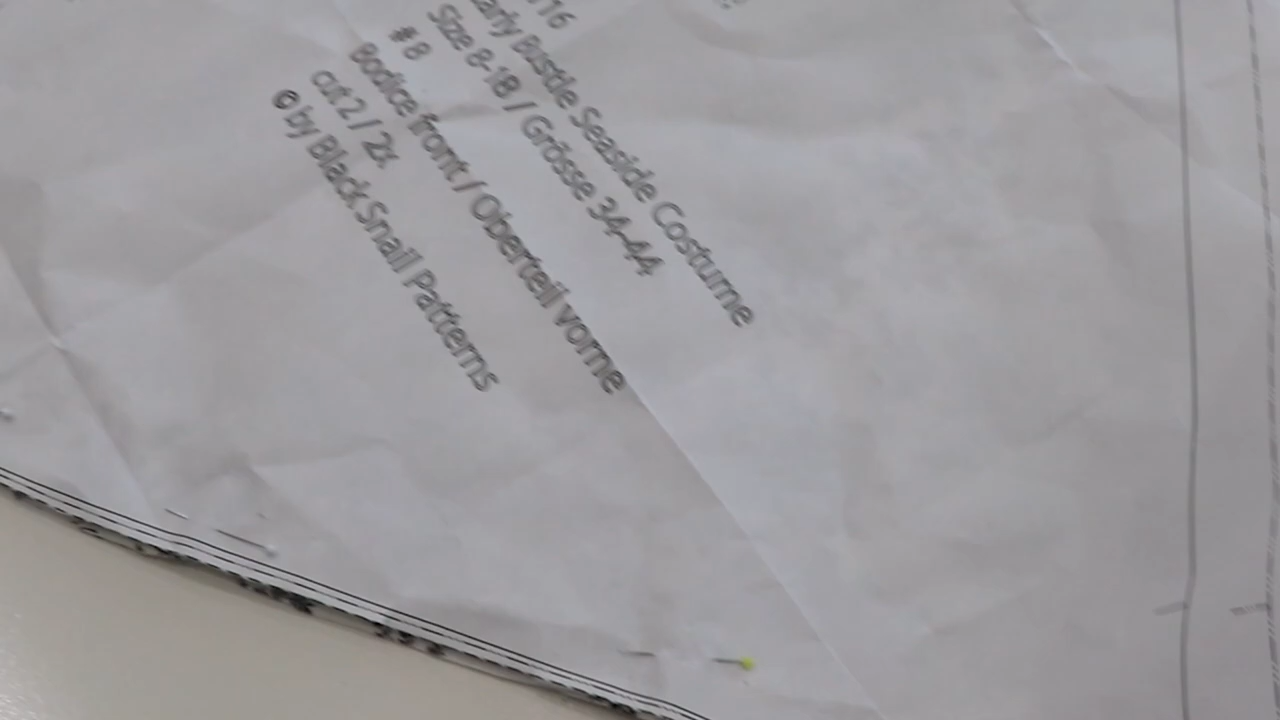 Early Bustle Seaside Costume
Size 8-18 / Grösse 34-44
# 8
Bodice front / Oberteil vorne
cut 2 / 2x
© by Black Snail Patterns